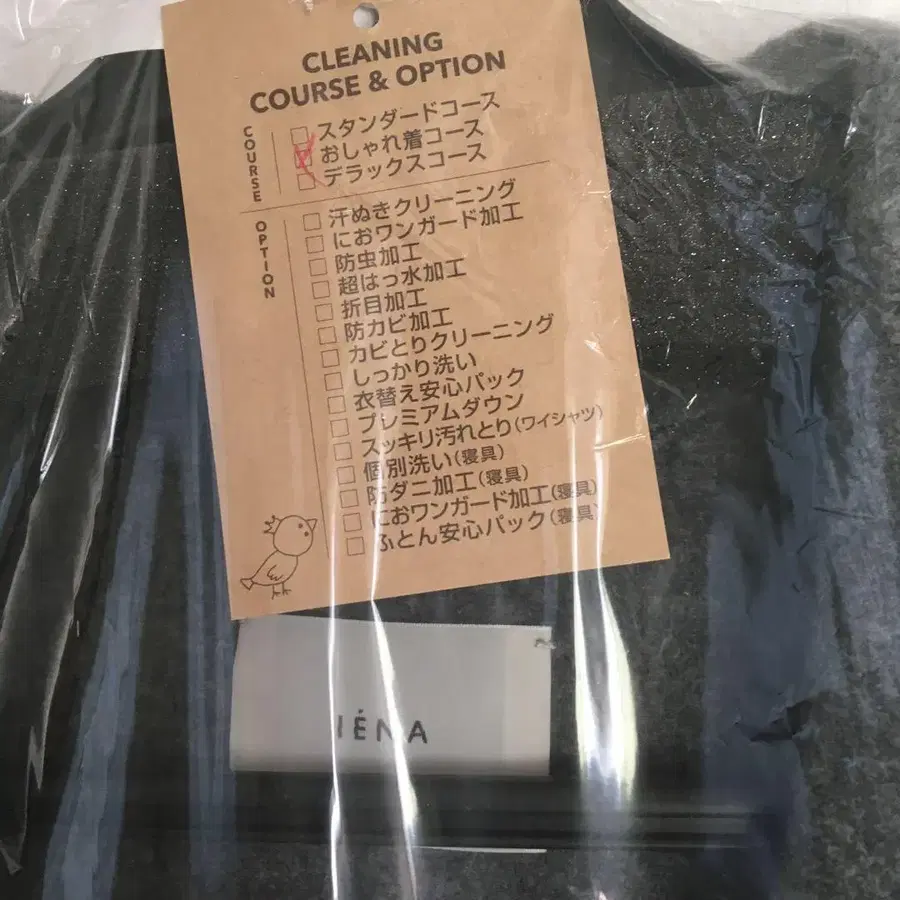 CLEANING
COURSE & OPTION
COURSE
スタンダードコース
おしゃれ着コース
デラックスコース
OPTION
汗ぬきクリーニング
におワンガード加工
防虫加工
超はっ水加工
折目加工
防カビ加工
カビとりクリーニング
しっかり洗い
衣替え安心パック
プレミアムダウン
スッキリ汚れとり(ワイシャツ)
個別洗い(寝具)
防ダニ加工(寝具)
におワンガード加工(寝具)
ふとん安心パック(寝具)
IÉNA